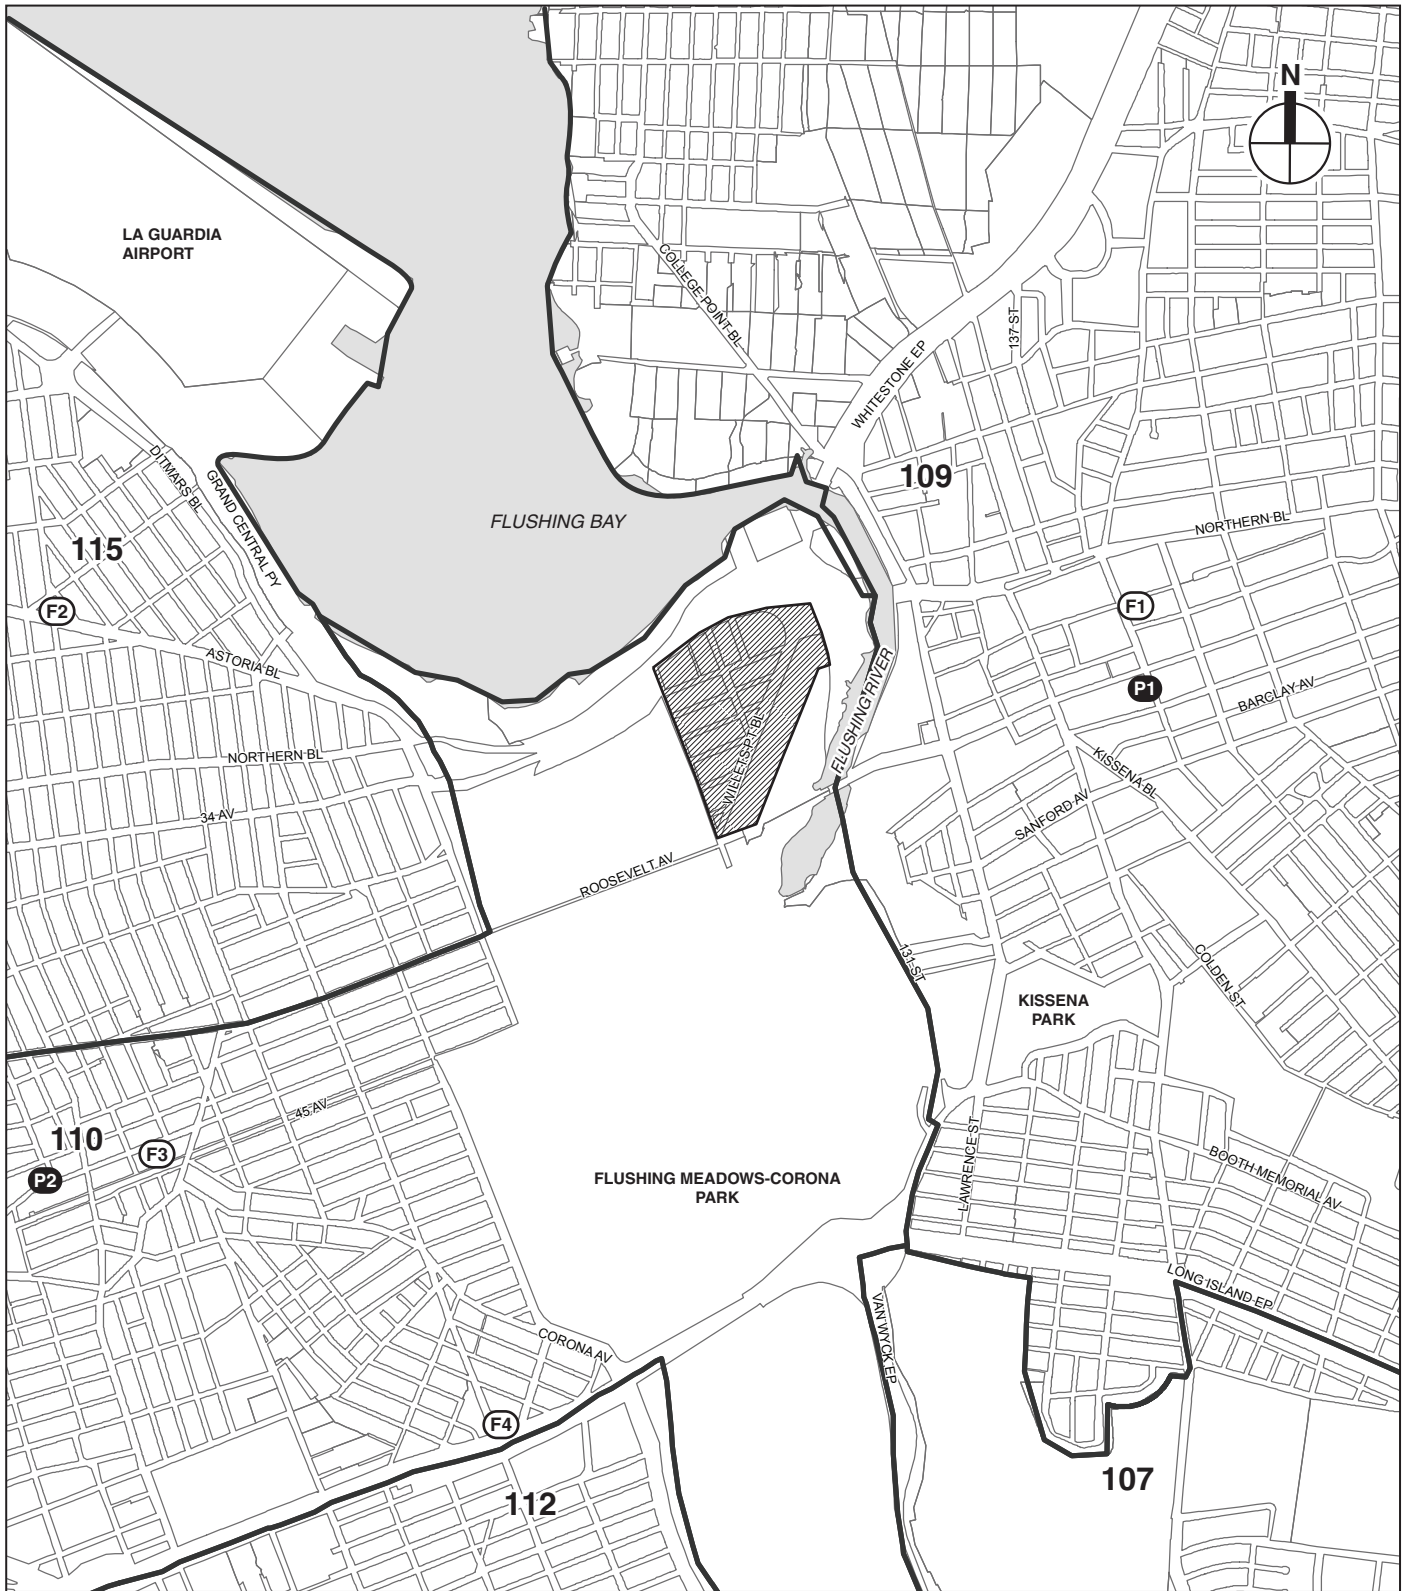 N
LA GUARDIA
AIRPORT
COLLEGE POINT BL
137 ST
WHITESTONE EP
109
DITMARS BL
GRAND CENTRAL PY
FLUSHING BAY
NORTHERN BL
115
F2
F1
ASTORIA BL
FLUSHING RIVER
P1
BARCLAY AV
NORTHERN BL
WILLETS PT BL
KISSENA BL
34 AV
SANFORD AV
ROOSEVELT AV
131 ST
COLDEN ST
KISSENA
PARK
45 AV
110
F3
P2
LAWRENCE ST
BOOTH MEMORIAL AV
FLUSHING MEADOWS-CORONA
PARK
LONG ISLAND EP
VAN WYCK EP
CORONA AV
F4
107
112